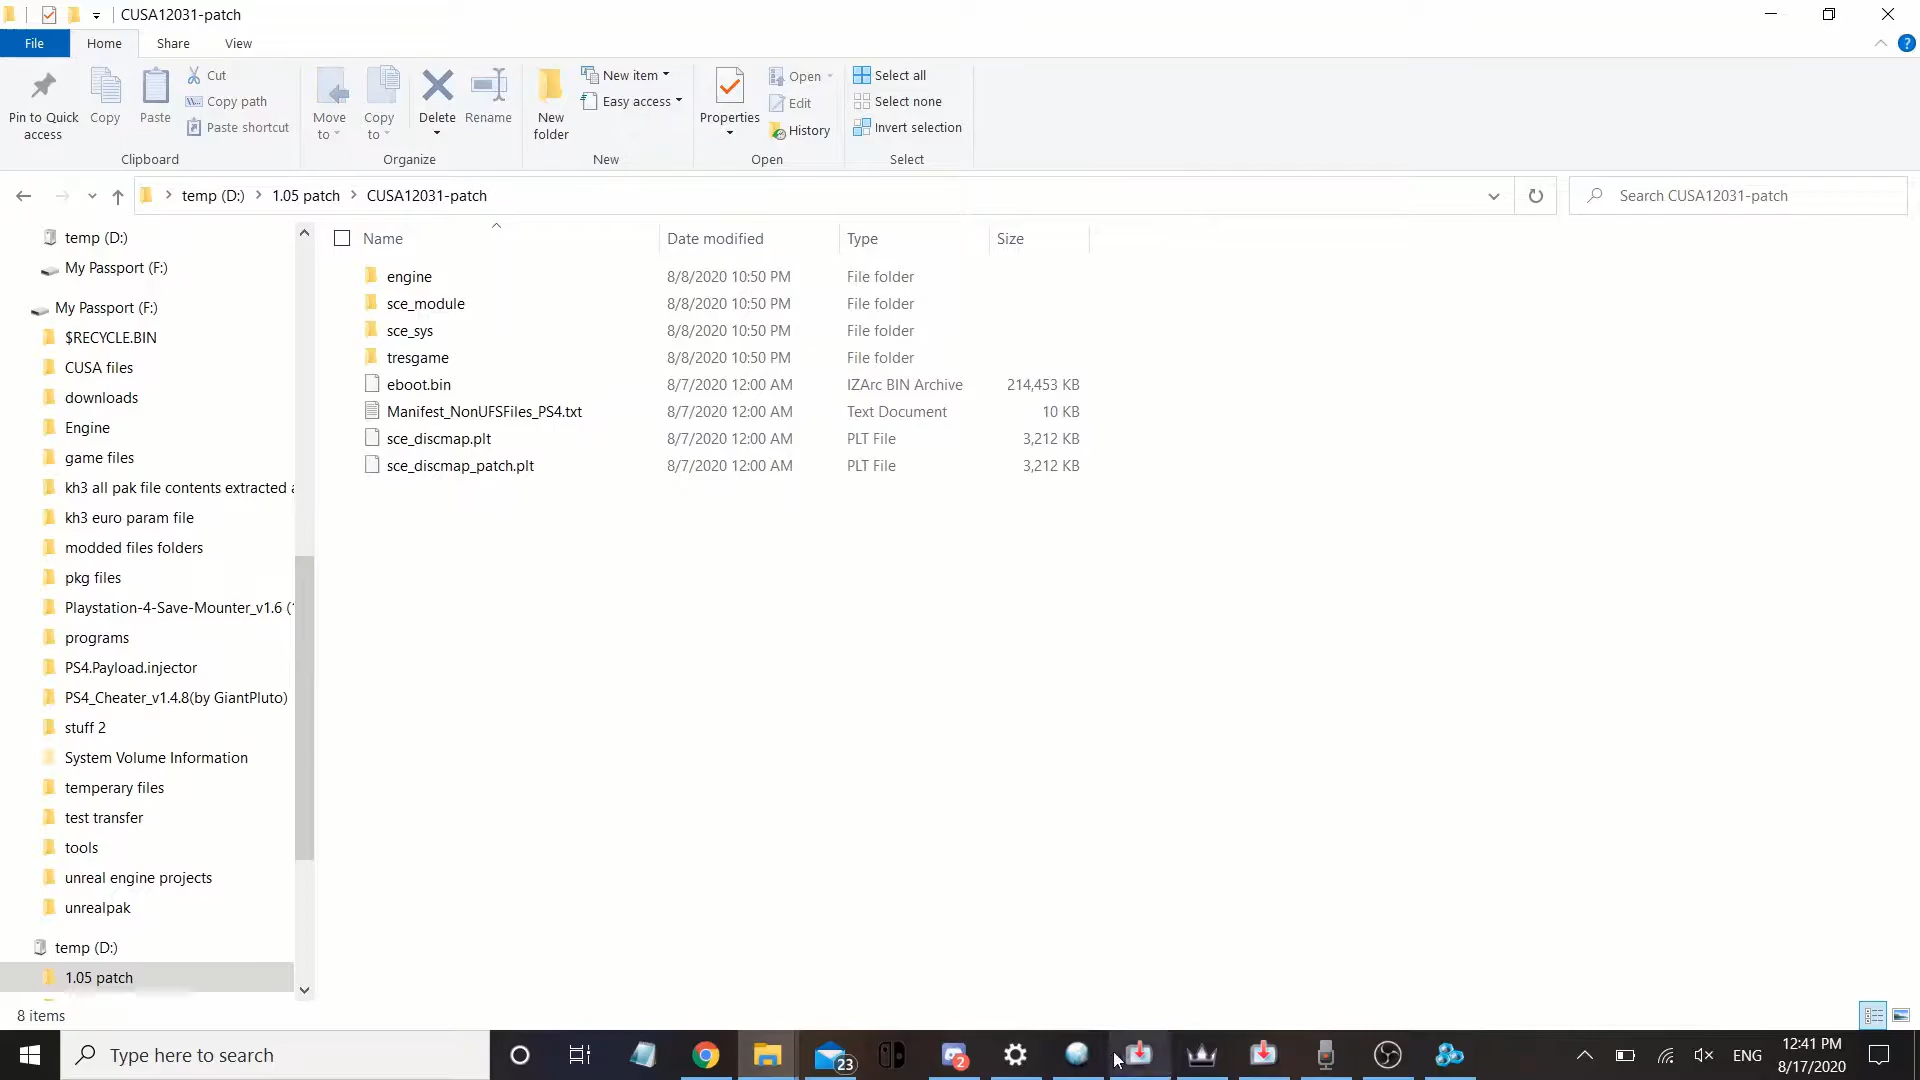 CUSA12031-patch
File Home Share View
Pin to Quick access
Copy
Paste
Cut
Copy path
Paste shortcut
Clipboard
Move to
Copy to
Delete
Rename
Organize
New folder
New item
Easy access
New
Properties
Open
Edit
History
Open
Select all
Select none
Invert selection
Select
temp (D:) > 1.05 patch > CUSA12031-patch
Search CUSA12031-patch
temp (D:)
My Passport (F:)
My Passport (F:)
$RECYCLE.BIN
CUSA files
downloads
Engine
game files
kh3 all pak file contents extracted
kh3 euro param file
modded files folders
pkg files
Playstation-4-Save-Mounter_v1.6 (
programs
PS4.Payload.injector
PS4_Cheater_v1.4.8(by GiantPluto)
stuff 2
System Volume Information
temperary files
test transfer
tools
unreal engine projects
unrealpak
temp (D:)
1.05 patch
Name Date modified Type Size
engine 8/8/2020 10:50 PM File folder
sce_module 8/8/2020 10:50 PM File folder
sce_sys 8/8/2020 10:50 PM File folder
tresgame 8/8/2020 10:50 PM File folder
eboot.bin 8/7/2020 12:00 AM IZArc BIN Archive 214,453 KB
Manifest_NonUFSFiles_PS4.txt 8/7/2020 12:00 AM Text Document 10 KB
sce_discmap.plt 8/7/2020 12:00 AM PLT File 3,212 KB
sce_discmap_patch.plt 8/7/2020 12:00 AM PLT File 3,212 KB
8 items
Type here to search
23
2
ENG
12:41 PM
8/17/2020